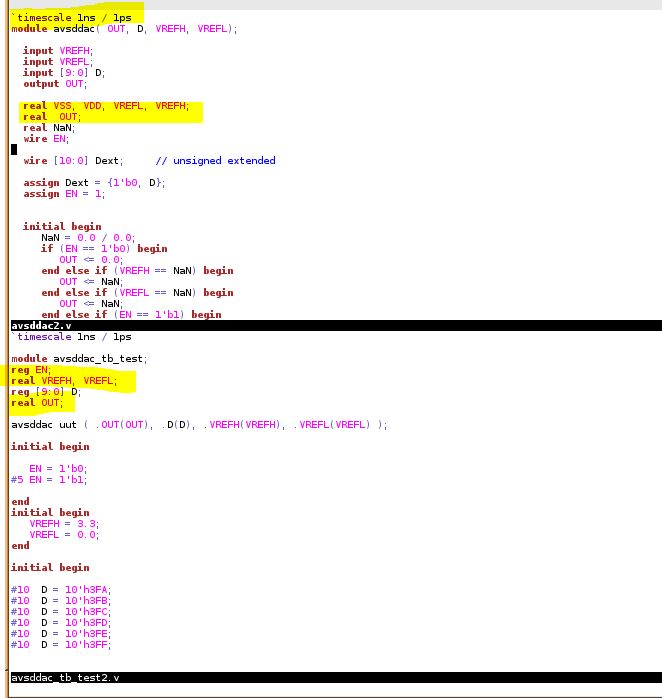 `timescale 1ns / 1ps
module avsddac( OUT, D, VREFH, VREFL);
input VREFH;
input VREFL;
input [9:0] D;
output OUT;
real VSS, VDD, VREFL, VREFH;
real OUT;
real NaN;
wire EN;
wire [10:0] Dext; // unsigned extended
assign Dext = {1'b0, D};
assign EN = 1;
initial begin
NaN = 0.0 / 0.0;
if (EN == 1'b0) begin
OUT <= 0.0;
end else if (VREFH == NaN) begin
OUT <= NaN;
end else if (VREFL == NaN) begin
OUT <= NaN;
end else if (EN == 1'b1) begin
avsddac2.v
`timescale 1ns / 1ps
module avsddac_tb_test;
reg EN;
real VREFH, VREFL;
reg [9:0] D;
real OUT;
avsddac uut ( .OUT(OUT), .D(D), .VREFH(VREFH), .VREFL(VREFL) );
initial begin
EN = 1'b0;
#5 EN = 1'b1;
end
initial begin
VREFH = 3.3;
VREFL = 0.0;
end
initial begin
#10 D = 10'h3FA;
#10 D = 10'h3FB;
#10 D = 10'h3FC;
#10 D = 10'h3FD;
#10 D = 10'h3FE;
#10 D = 10'h3FF;
avsddac_tb_test2.v